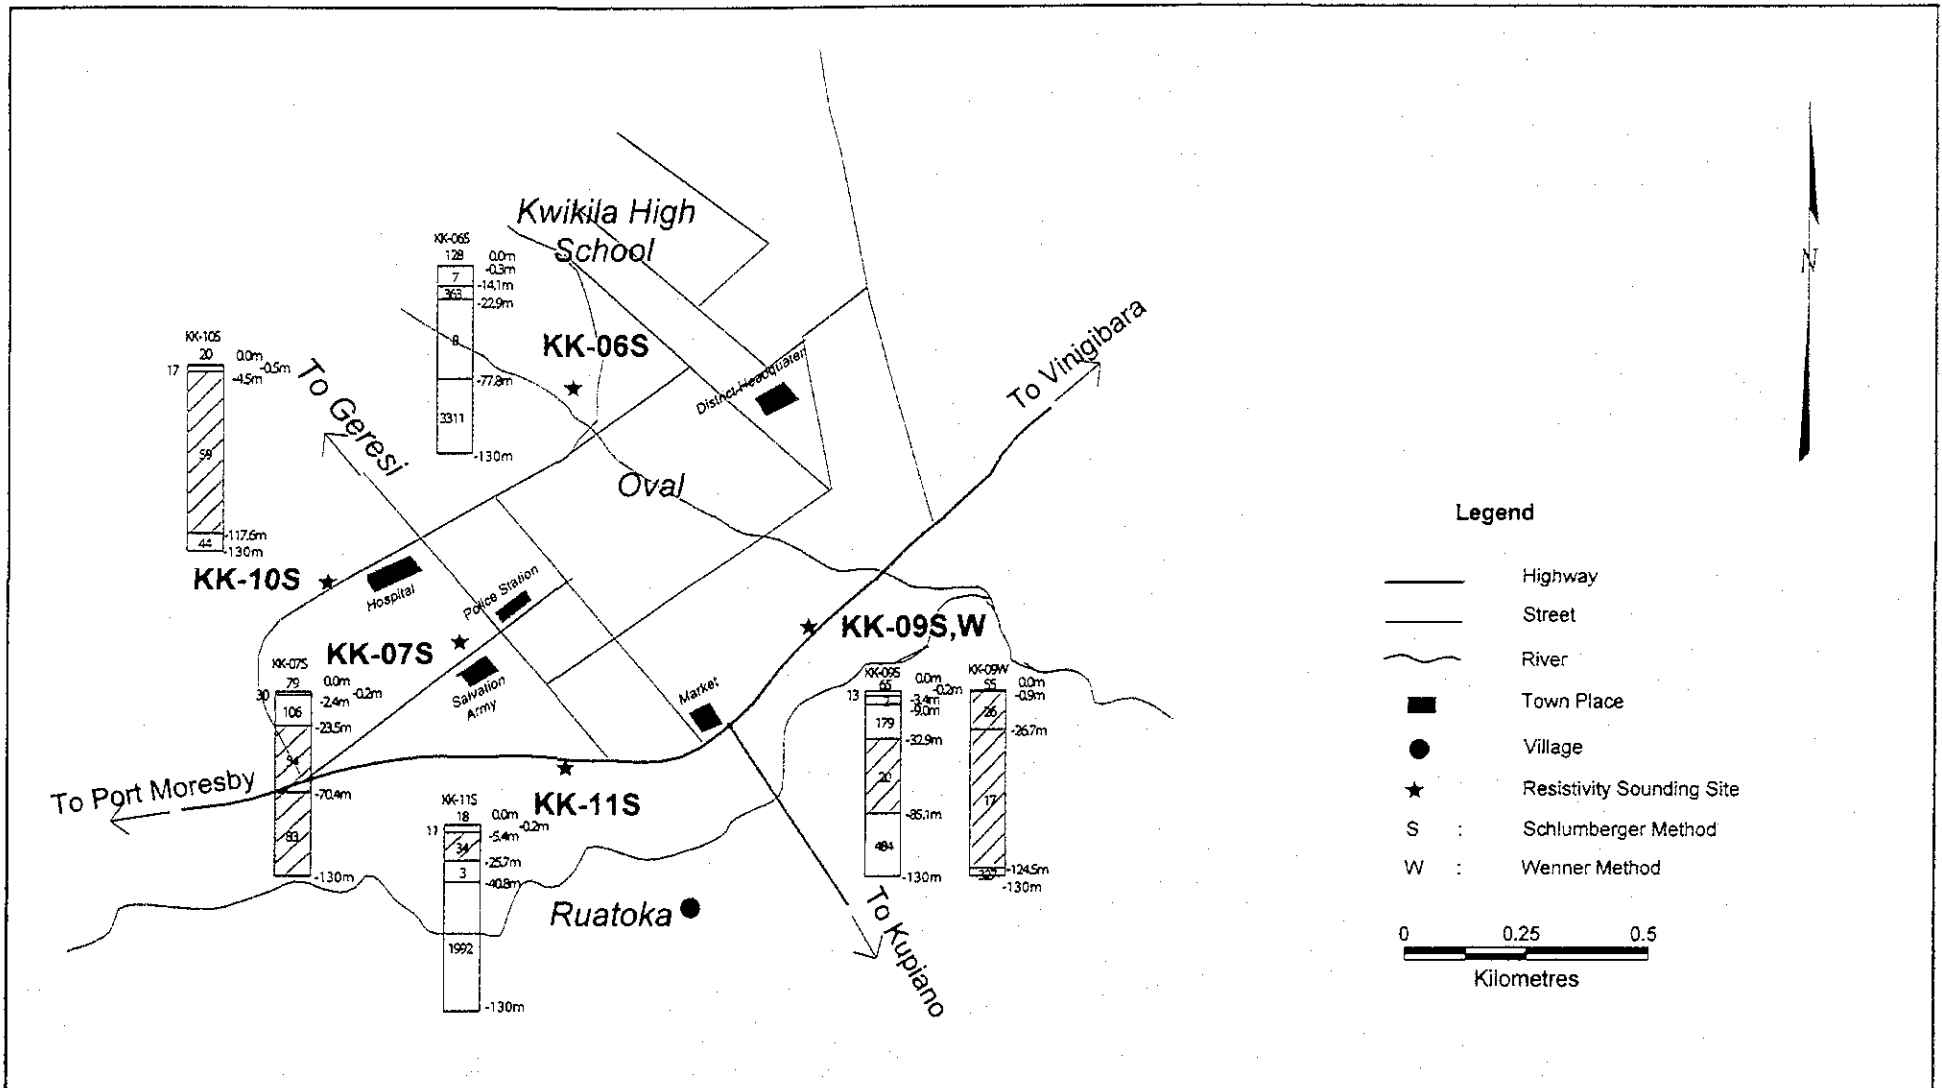 Kwikila High
School
KK-06S
128
0.0m
-0.3m
7
-14.1m
363
-22.9m
8
-77.8m
3311
-130m
KK-06S
KK-10S
20
0.0m
17
-0.5m
-4.5m
59
-117.6m
44
-130m
KK-10S
To Geresi
District Headquater
To Vinigibara
N
Oval
Hospital
Police Station
KK-07S
Salvation
Army
Market
KK-09S,W
KK-07S
79
0.0m
30
-0.2m
-2.4m
106
-23.5m
94
-70.4m
83
-130m
To Port Moresby
KK-11S
KK-11S
18
0.0m
11
-0.2m
-5.4m
34
-25.7m
3
-40.8m
1992
-130m
KK-09S
65
0.0m
13
-0.2m
2
-3.4m
-9.0m
179
-32.9m
20
-85.1m
484
-130m
KK-09W
55
0.0m
-0.9m
26
-26.7m
17
-124.5m
-130m
Ruatoka
To Kupiano
Legend
Highway
Street
River
Town Place
Village
Resistivity Sounding Site
S : Schlumberger Method
W : Wenner Method
0 0.25 0.5
Kilometres